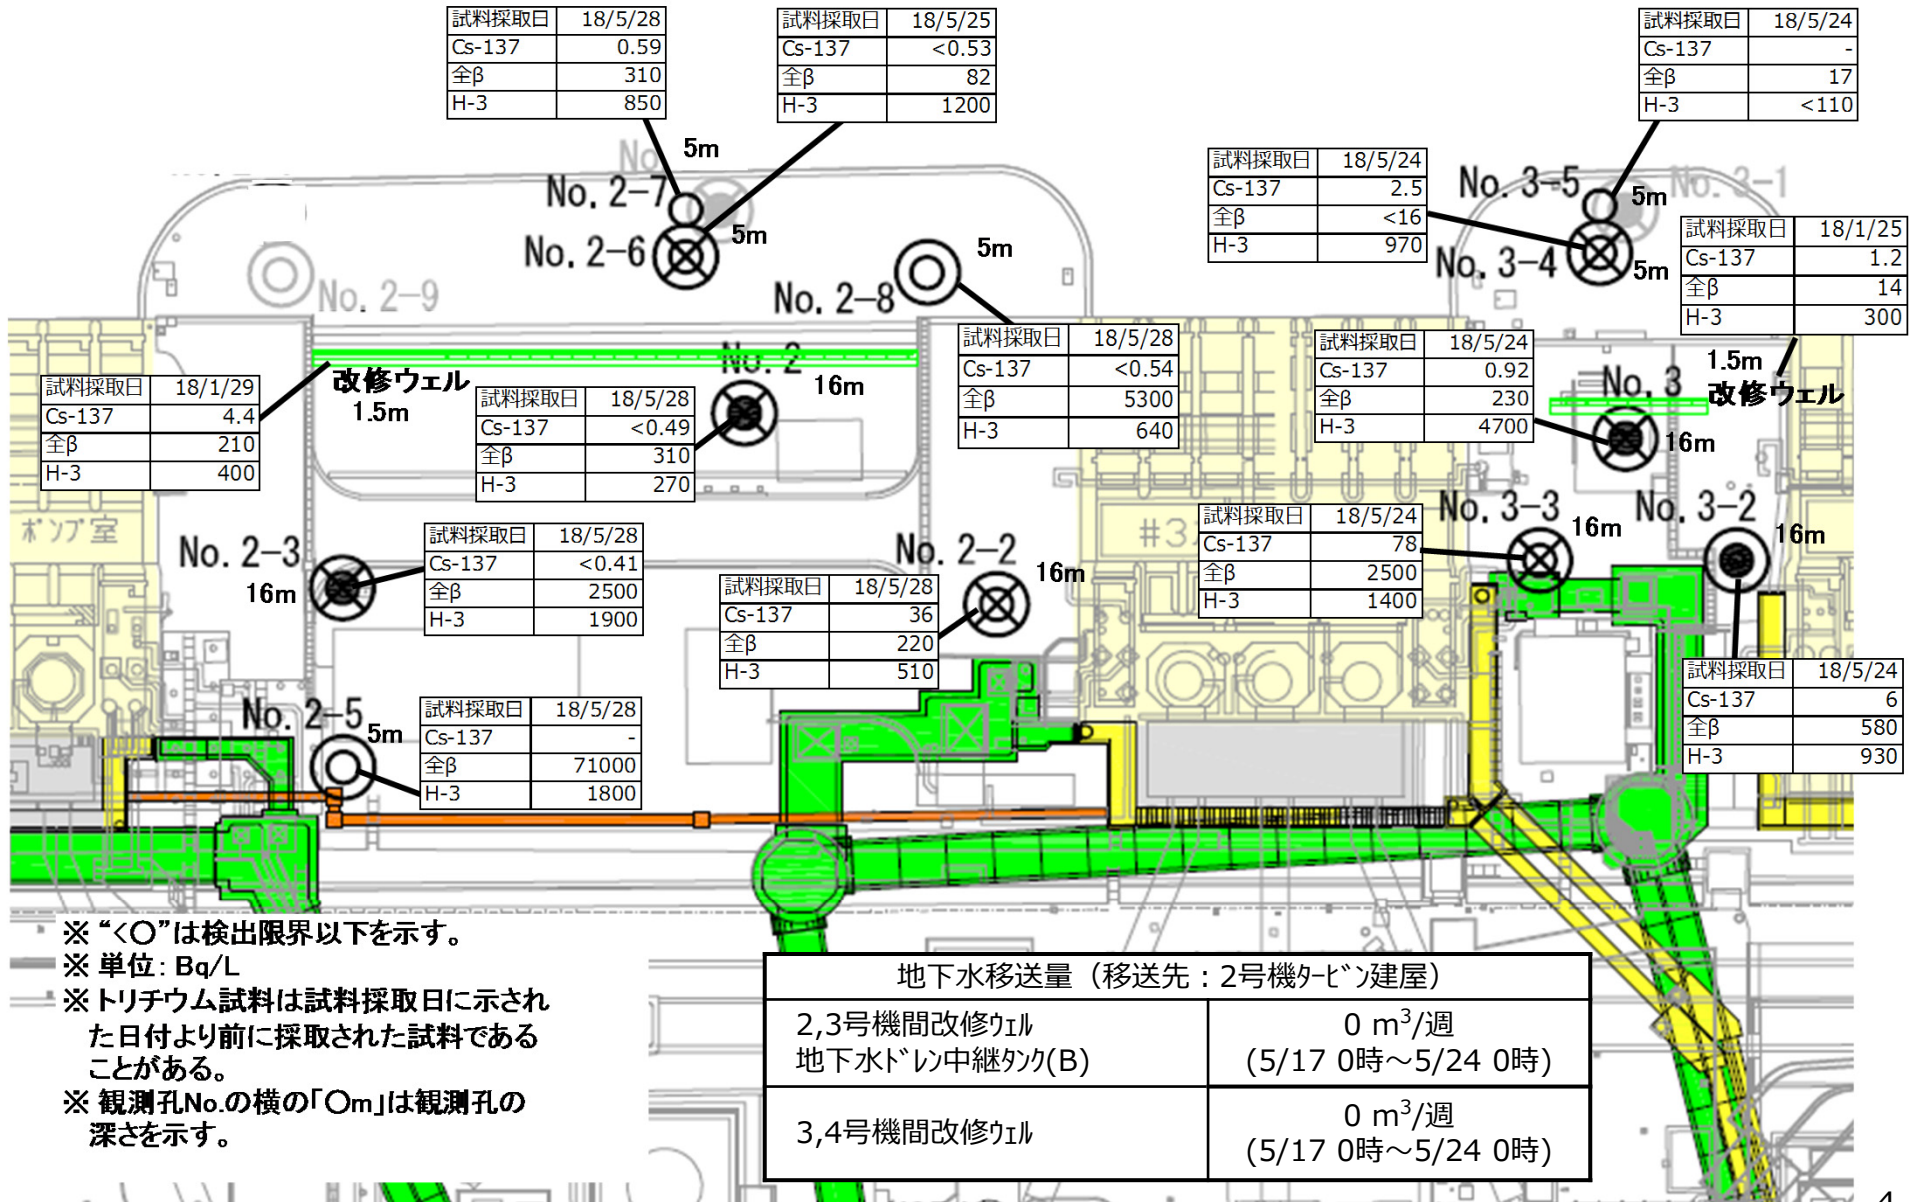 試料採取日 18/5/28
Cs-137 0.59
全β 310
H-3 850
試料採取日 18/5/25
Cs-137 <0.53
全β 82
H-3 1200
試料採取日 18/5/24
Cs-137 -
全β 17
H-3 <110
No. 5m
No. 2-7
No. 2-6 5m
試料採取日 18/5/24
Cs-137 2.5
全β <16
H-3 970
No. 3-5 5m No. 3-1
No. 3-4 5m
試料採取日 18/1/25
Cs-137 1.2
全β 14
H-3 300
No. 2-9
No. 2-8 5m
試料採取日 18/5/28
Cs-137 <0.54
全β 5300
H-3 640
試料採取日 18/5/24
Cs-137 0.92
全β 230
H-3 4700
1.5m
改修ウェル
No. 3
16m
試料採取日 18/1/29
Cs-137 4.4
全β 210
H-3 400
改修ウェル
1.5m
No. 2
16m
試料採取日 18/5/28
Cs-137 <0.49
全β 310
H-3 270
ポンプ室
No. 2-3
16m
試料採取日 18/5/28
Cs-137 <0.41
全β 2500
H-3 1900
No. 2-2
16m
試料採取日 18/5/28
Cs-137 36
全β 220
H-3 510
#3
試料採取日 18/5/24
Cs-137 78
全β 2500
H-3 1400
No. 3-3
16m
No. 3-2
16m
試料採取日 18/5/24
Cs-137 6
全β 580
H-3 930
No. 2-5
5m
試料採取日 18/5/28
Cs-137 -
全β 71000
H-3 1800
※ “<〇”は検出限界以下を示す。
※ 単位: Bq/L
※ トリチウム試料は試料採取日に示され
た日付より前に採取された試料である
ことがある。
※ 観測孔No.の横の「〇m」は観測孔の
深さを示す。
地下水移送量（移送先：2号機ﾀｰﾋﾞﾝ建屋）
2,3号機間改修ｳｪﾙ 0 m³/週
地下水ﾄﾞﾚﾝ中継ﾀﾝｸ(B) (5/17 0時～5/24 0時)
3,4号機間改修ｳｪﾙ 0 m³/週
(5/17 0時～5/24 0時)
4